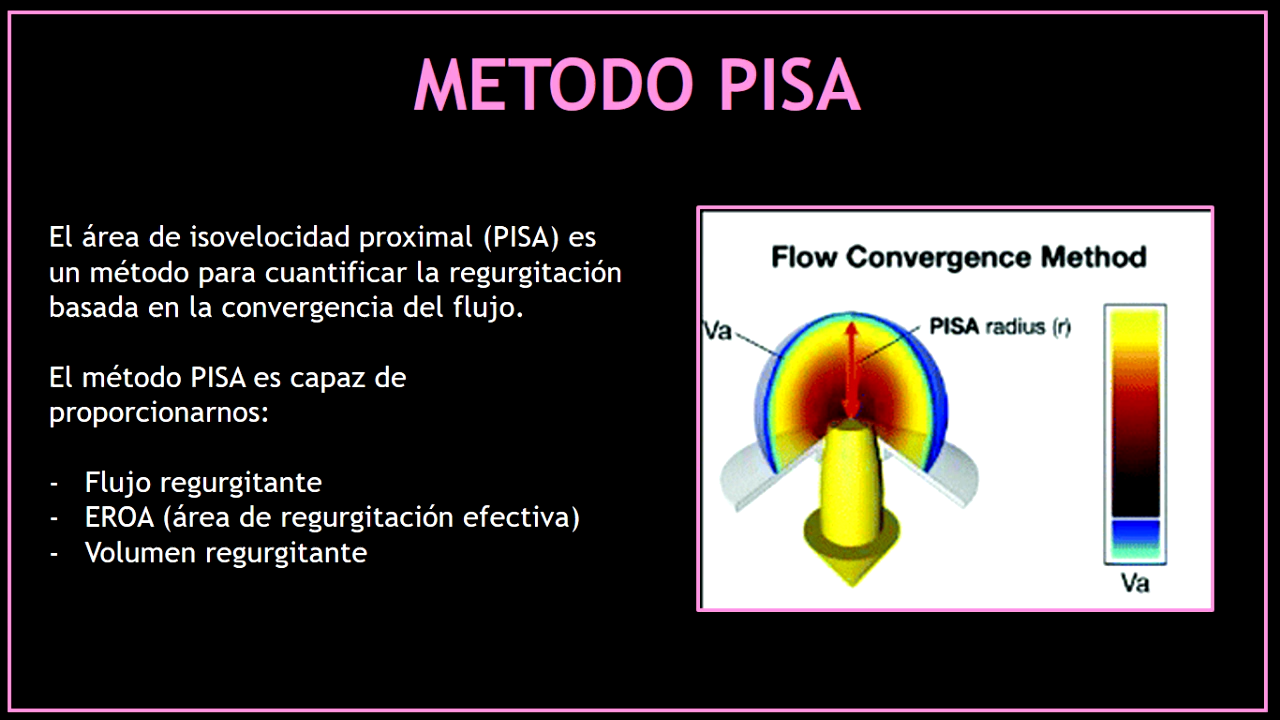 METODO PISA
El área de isovelocidad proximal (PISA) es
un método para cuantificar la regurgitación
basada en la convergencia del flujo.
El método PISA es capaz de
proporcionarnos:
- Flujo regurgitante
- EROA (área de regurgitación efectiva)
- Volumen regurgitante
Flow Convergence Method
Va
PISA radius (r)
Va